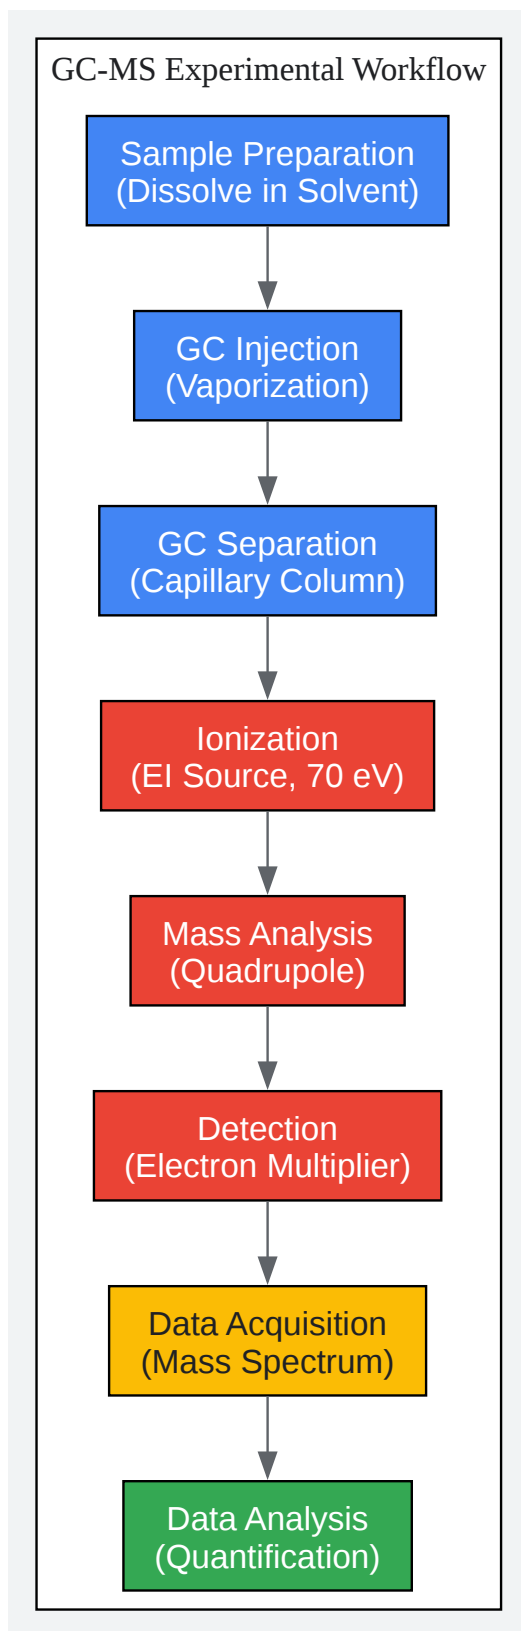 GC-MS Experimental Workflow
Sample Preparation
(Dissolve in Solvent)
GC Injection
(Vaporization)
GC Separation
(Capillary Column)
Ionization
(EI Source, 70 eV)
Mass Analysis
(Quadrupole)
Detection
(Electron Multiplier)
Data Acquisition
(Mass Spectrum)
Data Analysis
(Quantification)